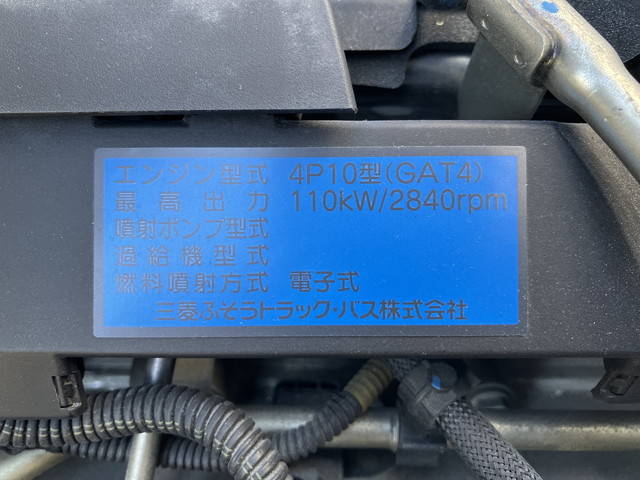 エンジン型式 4P10型(GAT4)
最高出力 110kW/2840rpm
噴射ポンプ型式
過給機型式
燃料噴射方式 電子式
三菱ふそうトラック・バス株式会社